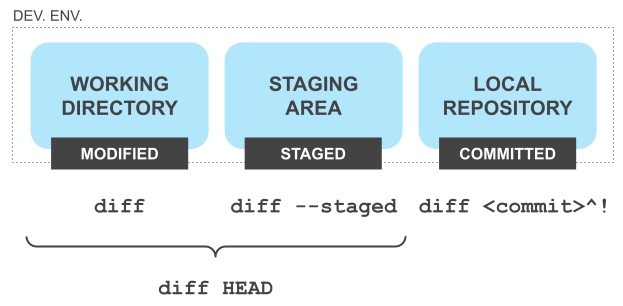 DEV. ENV.
WORKING
DIRECTORY
MODIFIED
STAGING
AREA
STAGED
LOCAL
REPOSITORY
COMMITTED
diff
diff --staged
diff <commit>^!
diff HEAD